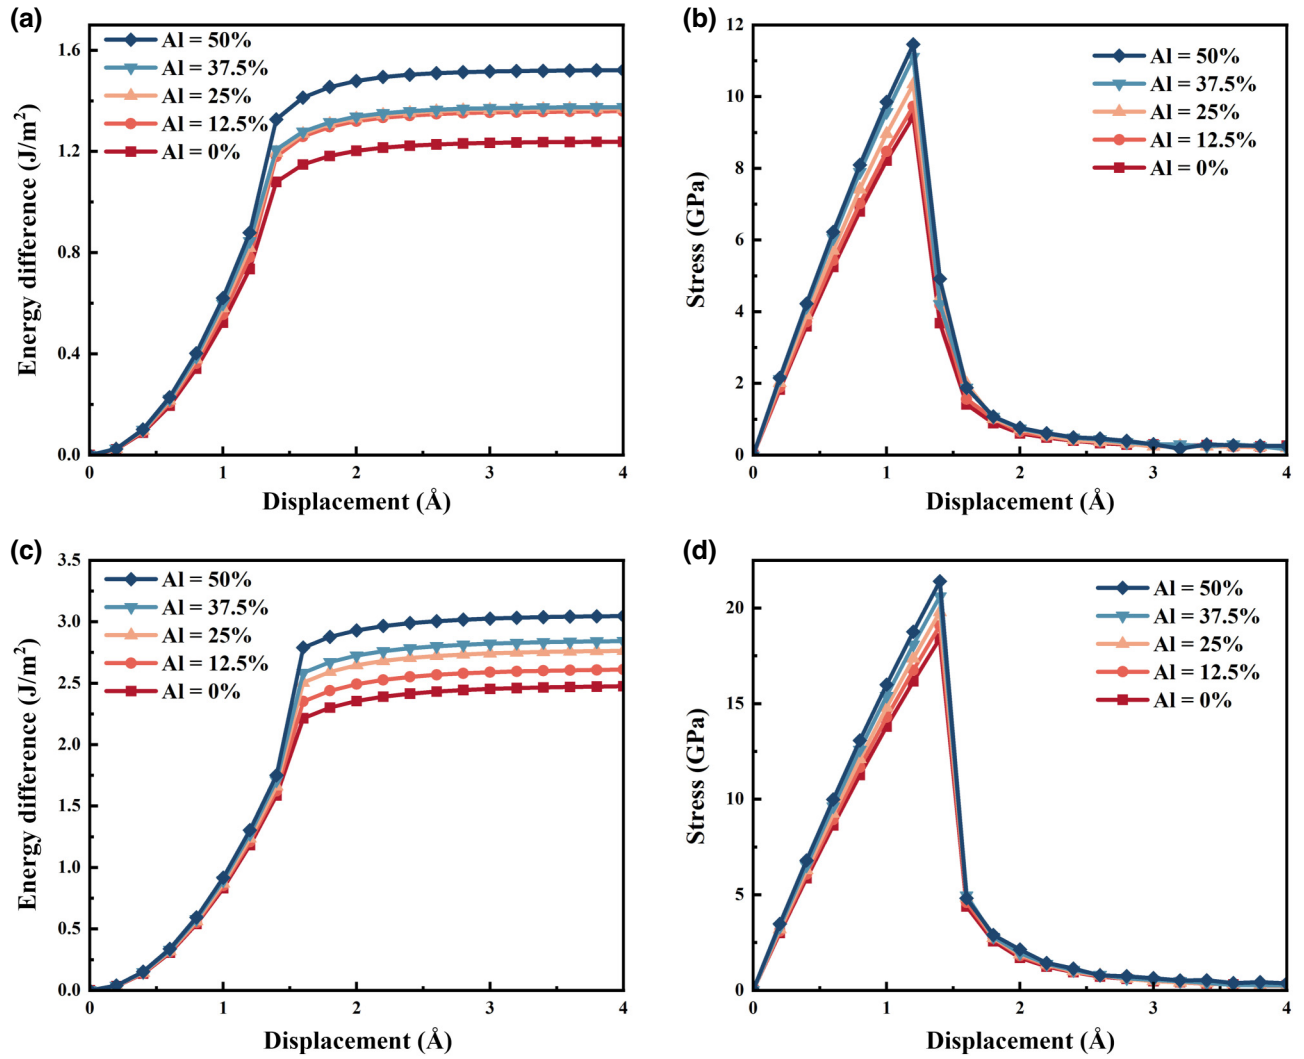 (a)
Al = 50%
Al = 37.5%
Al = 25%
Al = 12.5%
Al = 0%
1.6
1.2
0.8
0.4
0.0
Energy difference (J/m²)
0 1 2 3 4
Displacement (Å)
(b)
Al = 50%
Al = 37.5%
Al = 25%
Al = 12.5%
Al = 0%
12
10
8
6
4
2
0
Stress (GPa)
0 1 2 3 4
Displacement (Å)
(c)
Al = 50%
Al = 37.5%
Al = 25%
Al = 12.5%
Al = 0%
3.5
3.0
2.5
2.0
1.5
1.0
0.5
0.0
Energy difference (J/m²)
0 1 2 3 4
Displacement (Å)
(d)
Al = 50%
Al = 37.5%
Al = 25%
Al = 12.5%
Al = 0%
20
15
10
5
0
Stress (GPa)
0 1 2 3 4
Displacement (Å)